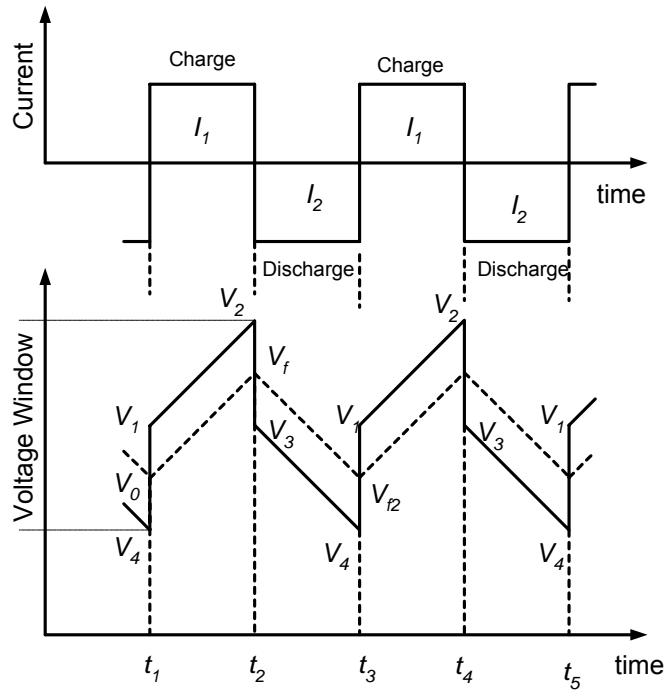 Current
Charge
Charge
I1
I1
time
I2
I2
Discharge
Discharge
Voltage Window
V2
V2
Vf
V1
V3
V1
V3
V1
V0
Vf2
V4
V4
V4
time
t1
t2
t3
t4
t5